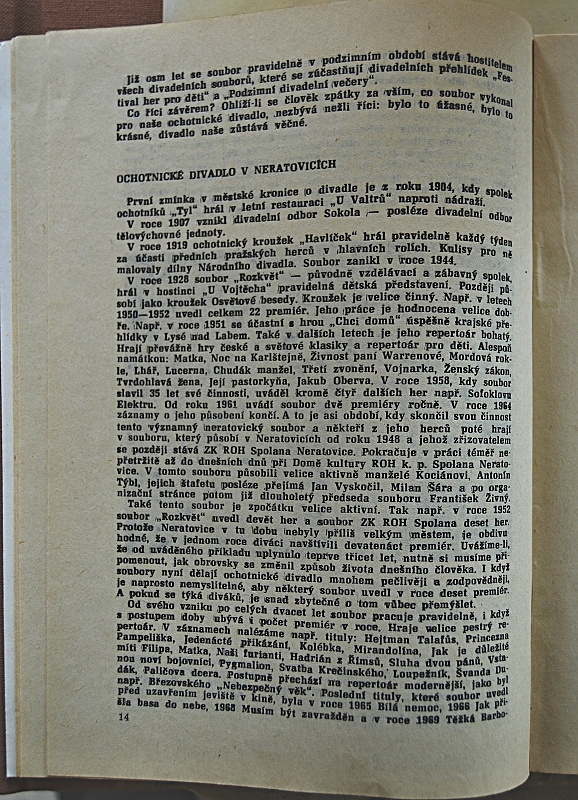 Již osm let se soubor pravidelně v podzimním období stává hostitelem
všech divadelních souborů, které se zúčastňují divadelních přehlídek „Fes-
tival her pro děti“ a „Podzimní divadelní večery“.
Co říci závěrem? Ohlíží-li se člověk zpátky za vším, co soubor vykonal
pro naše ochotnické divadlo, nezbývá nežli říci: bylo to úžasné, bylo to
krásné, divadlo naše zůstává věčné.
OCHOTNICKÉ DIVADLO V NERATOVICÍCH
První zmínka v městské kronice o divadle je z roku 1904, kdy spolek
ochotníků „Tyl“ hrál v letní restauraci „U Valtrů“ naproti nádraží.
V roce 1907 vznikl divadelní odbor Sokola — posléze divadelní odbor
tělovýchovné jednoty.
V roce 1919 ochotnický kroužek „Havlíček“ hrál pravidelně každý týden
za účasti předních pražských herců v hlavních rolích. Kulisy pro ně
malovaly dílny Národního divadla. Soubor zanikl v roce 1944.
V roce 1928 soubor „Rozkvět“ — původně vzdělávací a zábavný spolek,
hrál v hostinci „U Vojtěcha“ pravidelná dětská představení. Později pů-
sobí jako kroužek Osvětové besedy. Kroužek je velice činný. Např. v letech
1950—1952 uvedl celkem 22 premiér. Jeho práce je hodnocena velice dob-
ře. Např. v roce 1951 se účastní s hrou „Chci domů“ úspěšně krajské pře-
hlídky v Lysé nad Labem. Také v dalších letech je jeho repertoár bohatý.
Hrají převážně hry české a světové klasiky a repertoár pro děti. Alespoň
namátkou: Matka, Noc na Karlštejně, Živnost paní Warrenové, Mordová rok-
le, Lhář, Lucerna, Chudák manžel, Třetí zvonění, Vojnarka, Ženský zákon,
Tvrdohlavá žena, Její pastorkyňa, Jakub Oberva. V roce 1958, kdy soubor
slavil 35 let své činnosti, uváděl kromě čtyř dalších her např. Sofoklovu
Elektru. Od roku 1961 uvádí soubor dvě premiéry ročně. V roce 1964
záznamy o jeho působení končí. A to je asi období, kdy skončil svou činnost
tento významný neratovický soubor a někteří z jeho herců poté hrají
v souboru, který působí v Neratovicích od roku 1948 a jehož zřizovatelem
se později stává ZK ROH Spolana Neratovice. Pokračuje v práci téměř ne-
přetržitě až do dnešních dnů při Domě kultury ROH k. p. Spolana Nerato-
vice. V tomto souboru působili velice aktivně manželé Kociánovi, Antonín
Týbl, jejich štafetu posléze přejímá Jan Vyskočil, Milan Šára a po orga-
nizační stránce potom již dlouholetý předseda souboru František Živný.
Také tento soubor je zpočátku velice aktivní. Tak např. v roce 1952
soubor „Rozkvět“ uvedl devět her a soubor ZK ROH Spolana deset her.
Protože Neratovice v tu dobu nebyly příliš velkým městem, je obdivu-
hodné, že v jednom roce diváci navštívili devatenáct premiér. Uvážíme-li,
že od uváděného příkladu uplynulo teprve třicet let, nutně si musíme při-
pomenout, jak obrovsky se změnil způsob života dnešního člověka. I když
soubory nyní dělají ochotnické divadlo mnohem pečlivěji a zodpovědněji,
je naprosto nemyslitelné, aby některý soubor uvedl v roce deset premiér.
A pokud se týká diváků, je snad zbytečné o tom vůbec přemýšlet.
Od svého vzniku po celých dvacet let soubor pracuje pravidelně, i když
s postupem doby ubývá i počet premiér v roce. Hraje velice pestrý re-
pertoár. V záznamech nalézáme např. tituly: Hejtman Talafús, Princezna
Pampeliška, Jedenácté přikázání, Kolébka, Mirandolína, Jak je důležité
míti Filipa, Matka, Naši furianti, Hadrián z Římsů, Sluha dvou pánů, Vsta-
nou noví bojovníci, Pygmalion, Svatba Krečinského, Loupežník, Švanda Du-
dák, Paličova dcera. Postupně přechází na repertoár modernější, jako byl
např. Březovského „Nebezpečný věk“. Poslední tituly, které soubor uvedl
před uzavřením jeviště v kině, byla v roce 1965 Bílá nemoc, 1966 Jak při-
šla basa do nebe, 1968 Musím být zavražděn a v roce 1969 Těžká Barbo-
14